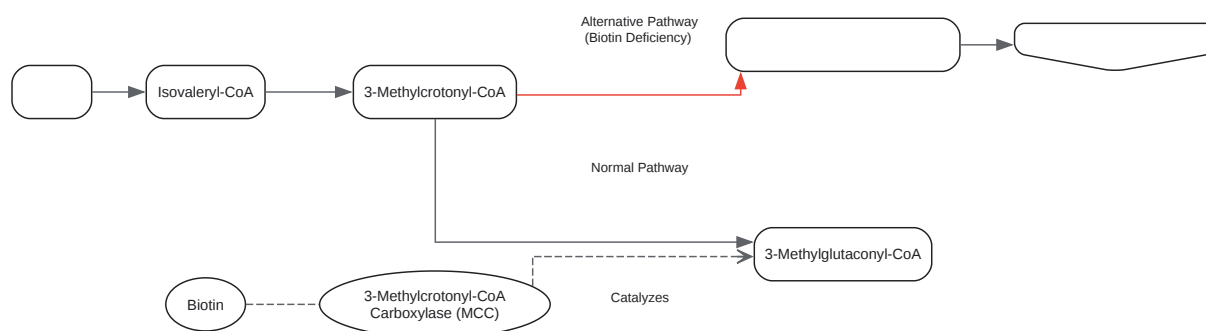 Alternative Pathway
(Biotin Deficiency)
Isovaleryl-CoA
3-Methylcrotonyl-CoA
Normal Pathway
3-Methylglutaconyl-CoA
Biotin
3-Methylcrotonyl-CoA
Carboxylase (MCC)
Catalyzes